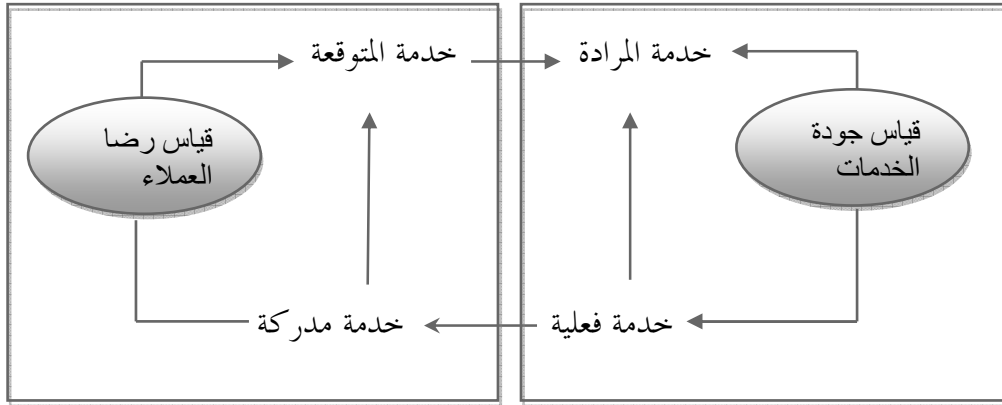 خدمة المرادة
خدمة المتوقعة
قياس جودة
الخدمات
قياس رضا
العملاء
خدمة فعلية
خدمة مدركة